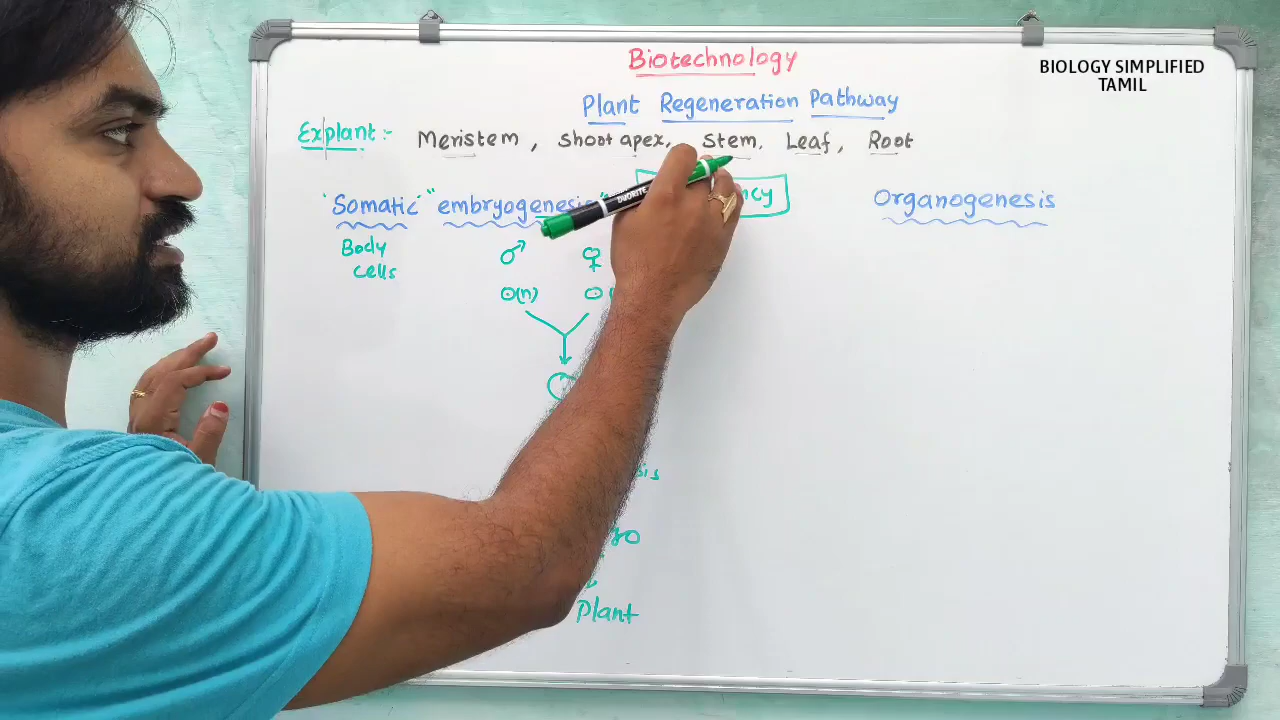 Biotechnology
BIOLOGY SIMPLIFIED
TAMIL
Plant Regeneration Pathway
Explant :- Meristem , Shoot apex, Stem, Leaf, Root
"Somatic" "embryogenesis"
Organogenesis
Body
cells
♂ ♀
(n)
Plant